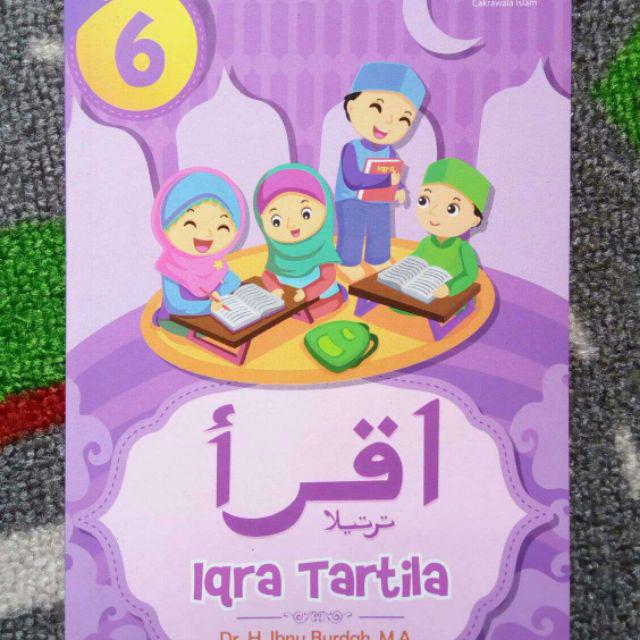 Cakrawala Islam
6
Iqra
اقرأ
ترتيلا
Iqra Tartila
Dr. H. Ibnu Burdah, M.A.